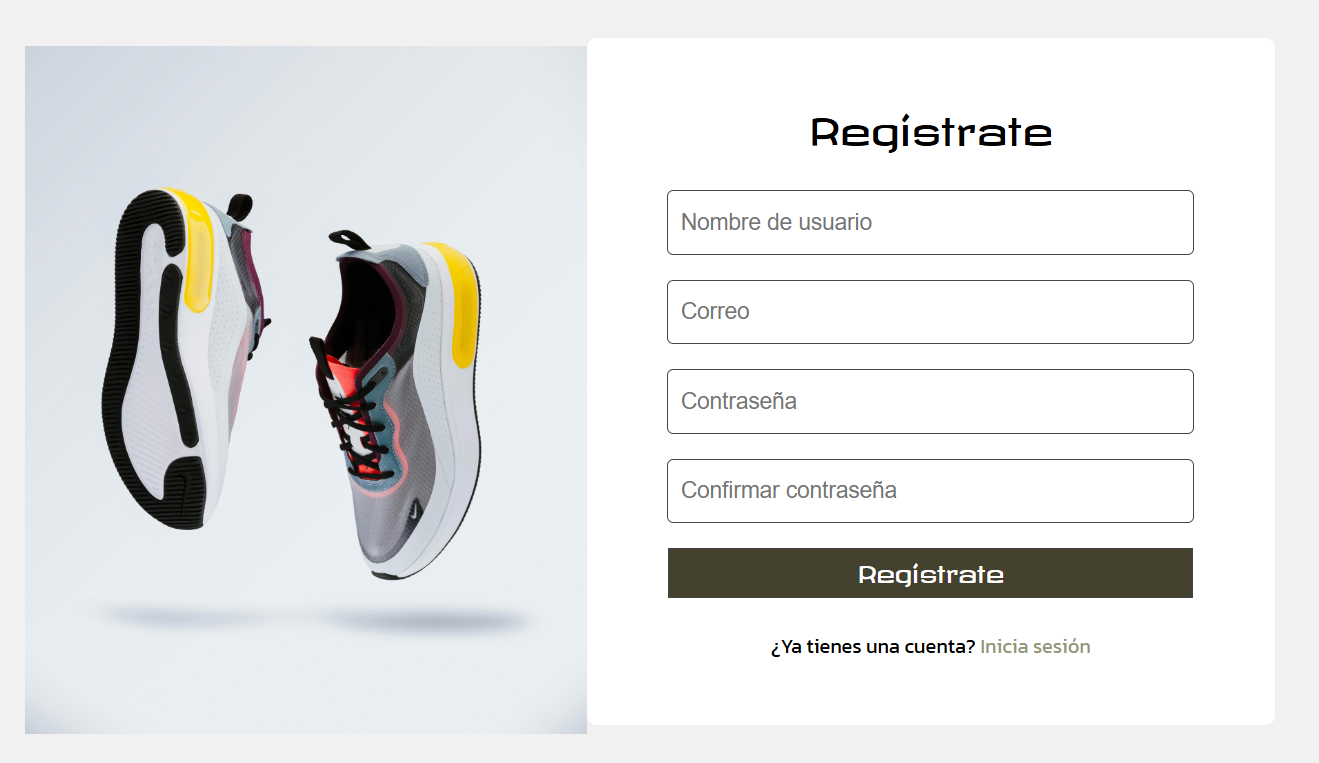 Regístrate
Nombre de usuario
Correo
Contraseña
Confirmar contraseña
Regístrate
¿Ya tienes una cuenta? Inicia sesión